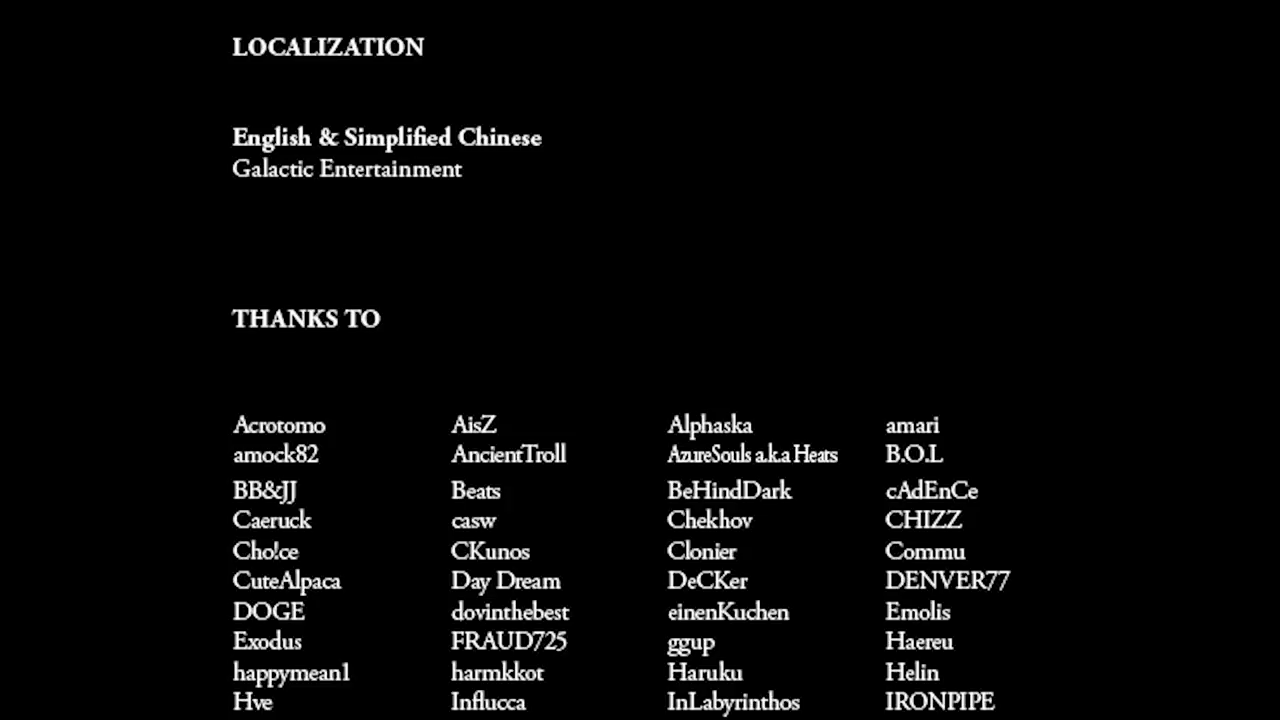 LOCALIZATION
English & Simplified Chinese
Galactic Entertainment
THANKS TO
Acrotomo AisZ Alphaska amari
amock82 AncientTroll AzureSouls a.k.a Heats B.O.L
BB&JJ Beats BeHindDark cAdEnCe
Caeruck casw Chekhov CHIZZ
Cho!ce CKunos Clonier Commu
CuteAlpaca Day Dream DeCKer DENVER77
DOGE dovinthebest einenKuchen Emolis
Exodus FRAUD725 ggup Haereu
happymean1 harmkkot Haruku Helin
Hve Influcca InLabyrinthos IRONPIPE